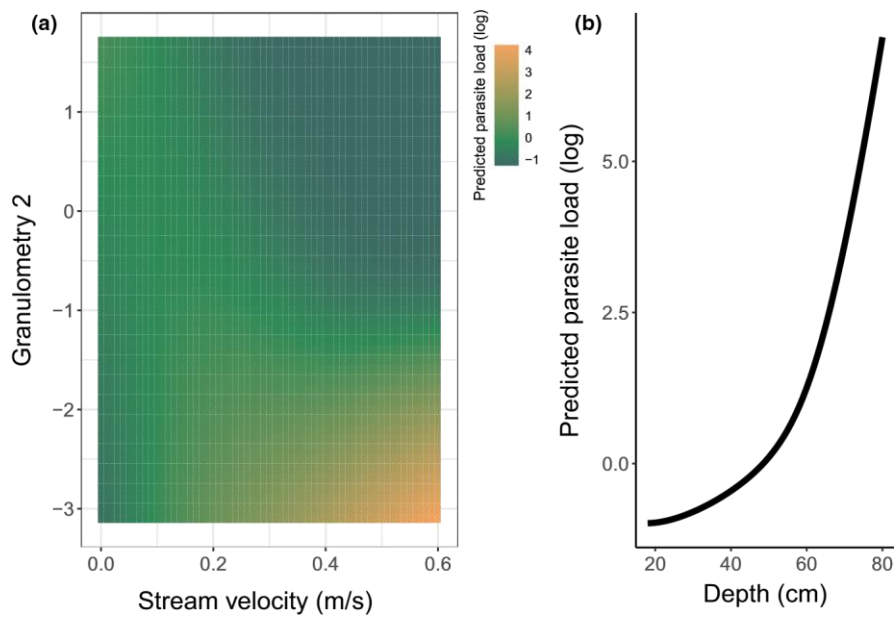 (a)
Granulometry 2
1
0
−1
−2
−3
0.0 0.2 0.4 0.6
Stream velocity (m/s)
Predicted parasite load (log)
4
3
2
1
0
−1
(b)
Predicted parasite load (log)
5.0
2.5
0.0
20 40 60 80
Depth (cm)